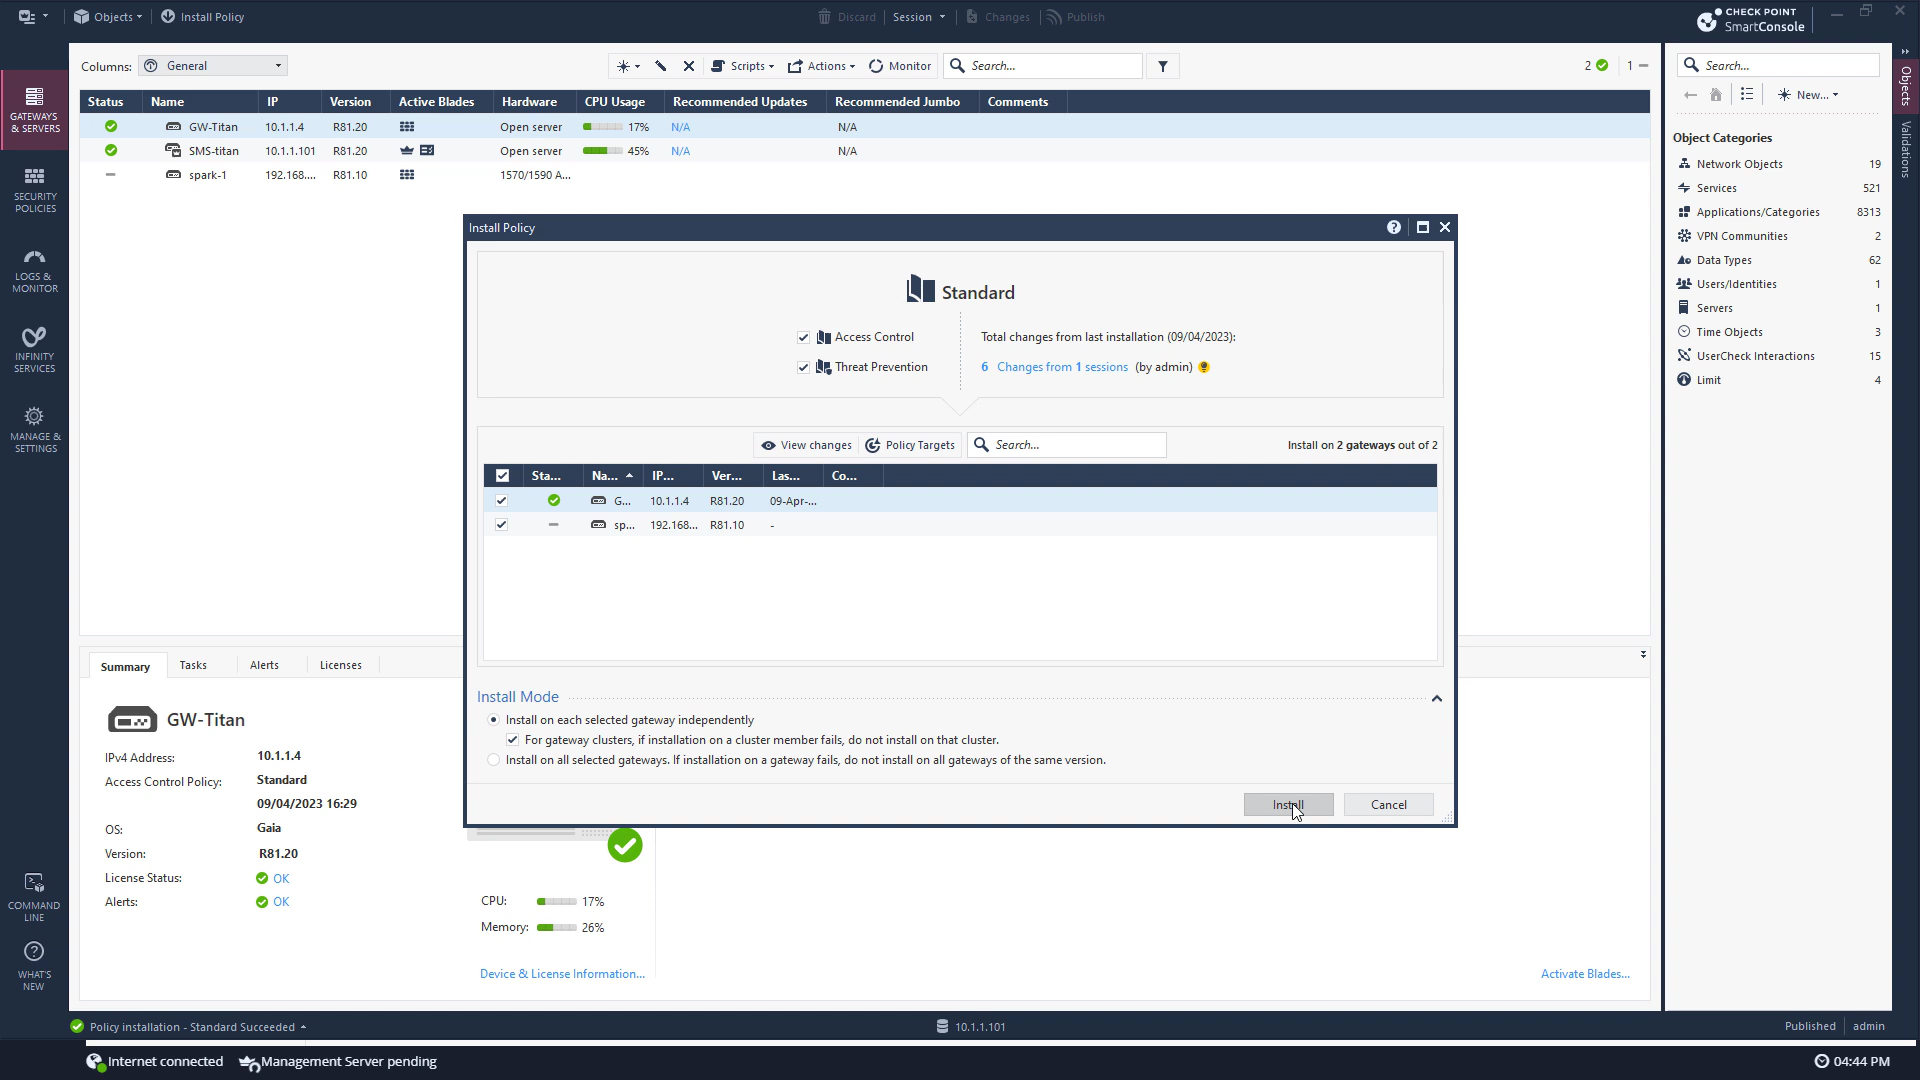 Objects
Install Policy
Discard
Session
Changes
Publish
CHECK POINT
SmartConsole
GATEWAYS
& SERVERS
SECURITY
POLICIES
LOGS &
MONITOR
INFINITY
SERVICES
MANAGE &
SETTINGS
COMMAND
LINE
WHAT'S
NEW
Columns: General
Scripts Actions Monitor Search...
2 1
Status Name IP Version Active Blades Hardware CPU Usage Recommended Updates Recommended Jumbo Comments
GW-Titan 10.1.1.4 R81.20 Open server 17% N/A N/A
SMS-titan 10.1.1.101 R81.20 Open server 45% N/A N/A
spark-1 192.168.... R81.10 1570/1590 A...
Install Policy
Standard
Access Control
Threat Prevention
Total changes from last installation (09/04/2023):
6 Changes from 1 sessions (by admin)
View changes Policy Targets Search... Install on 2 gateways out of 2
Sta... Na... IP... Ver... Las... Co...
G... 10.1.1.4 R81.20 09-Apr-...
sp... 192.168... R81.10 -
Install Mode
Install on each selected gateway independently
For gateway clusters, if installation on a cluster member fails, do not install on that cluster.
Install on all selected gateways. If installation on a gateway fails, do not install on all gateways of the same version.
Install Cancel
Summary Tasks Alerts Licenses
GW-Titan
IPv4 Address: 10.1.1.4
Access Control Policy: Standard
09/04/2023 16:29
OS: Gaia
Version: R81.20
License Status: OK
Alerts: OK
CPU: 17%
Memory: 26%
Device & License Information...
Activate Blades...
Search...
New...
Object Categories
Network Objects 19
Services 521
Applications/Categories 8313
VPN Communities 2
Data Types 62
Users/Identities 1
Servers 1
Time Objects 3
UserCheck Interactions 15
Limit 4
Objects
Validations
Policy installation - Standard Succeeded
10.1.1.101
Published admin
Internet connected Management Server pending
04:44 PM